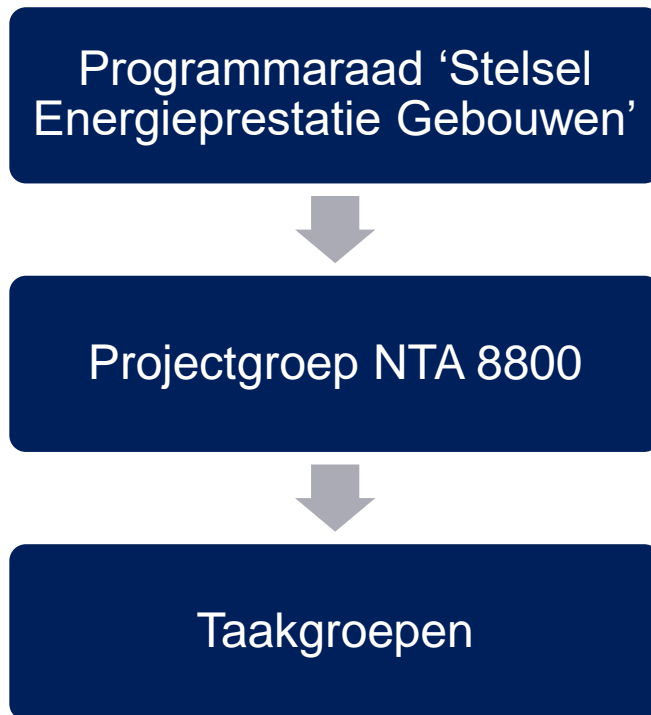 Programmaraad ‘Stelsel
Energieprestatie Gebouwen’
Projectgroep NTA 8800
Taakgroepen